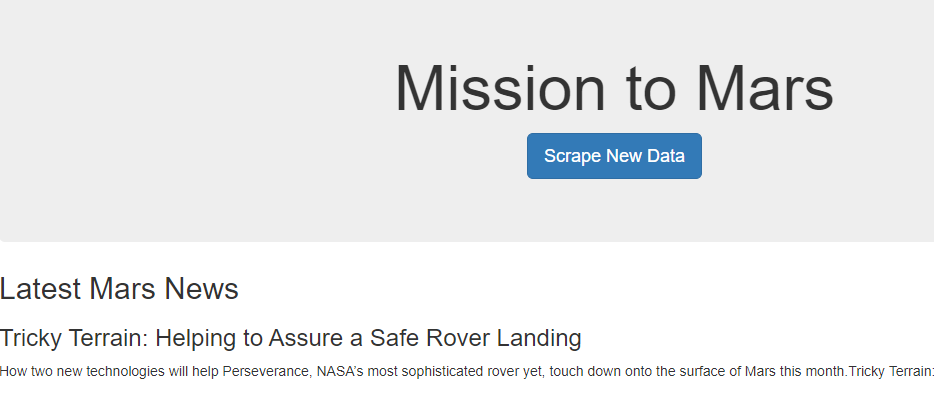 Mission to Mars
Scrape New Data
Latest Mars News
Tricky Terrain: Helping to Assure a Safe Rover Landing
How two new technologies will help Perseverance, NASA’s most sophisticated rover yet, touch down onto the surface of Mars this month.Tricky Terrain: